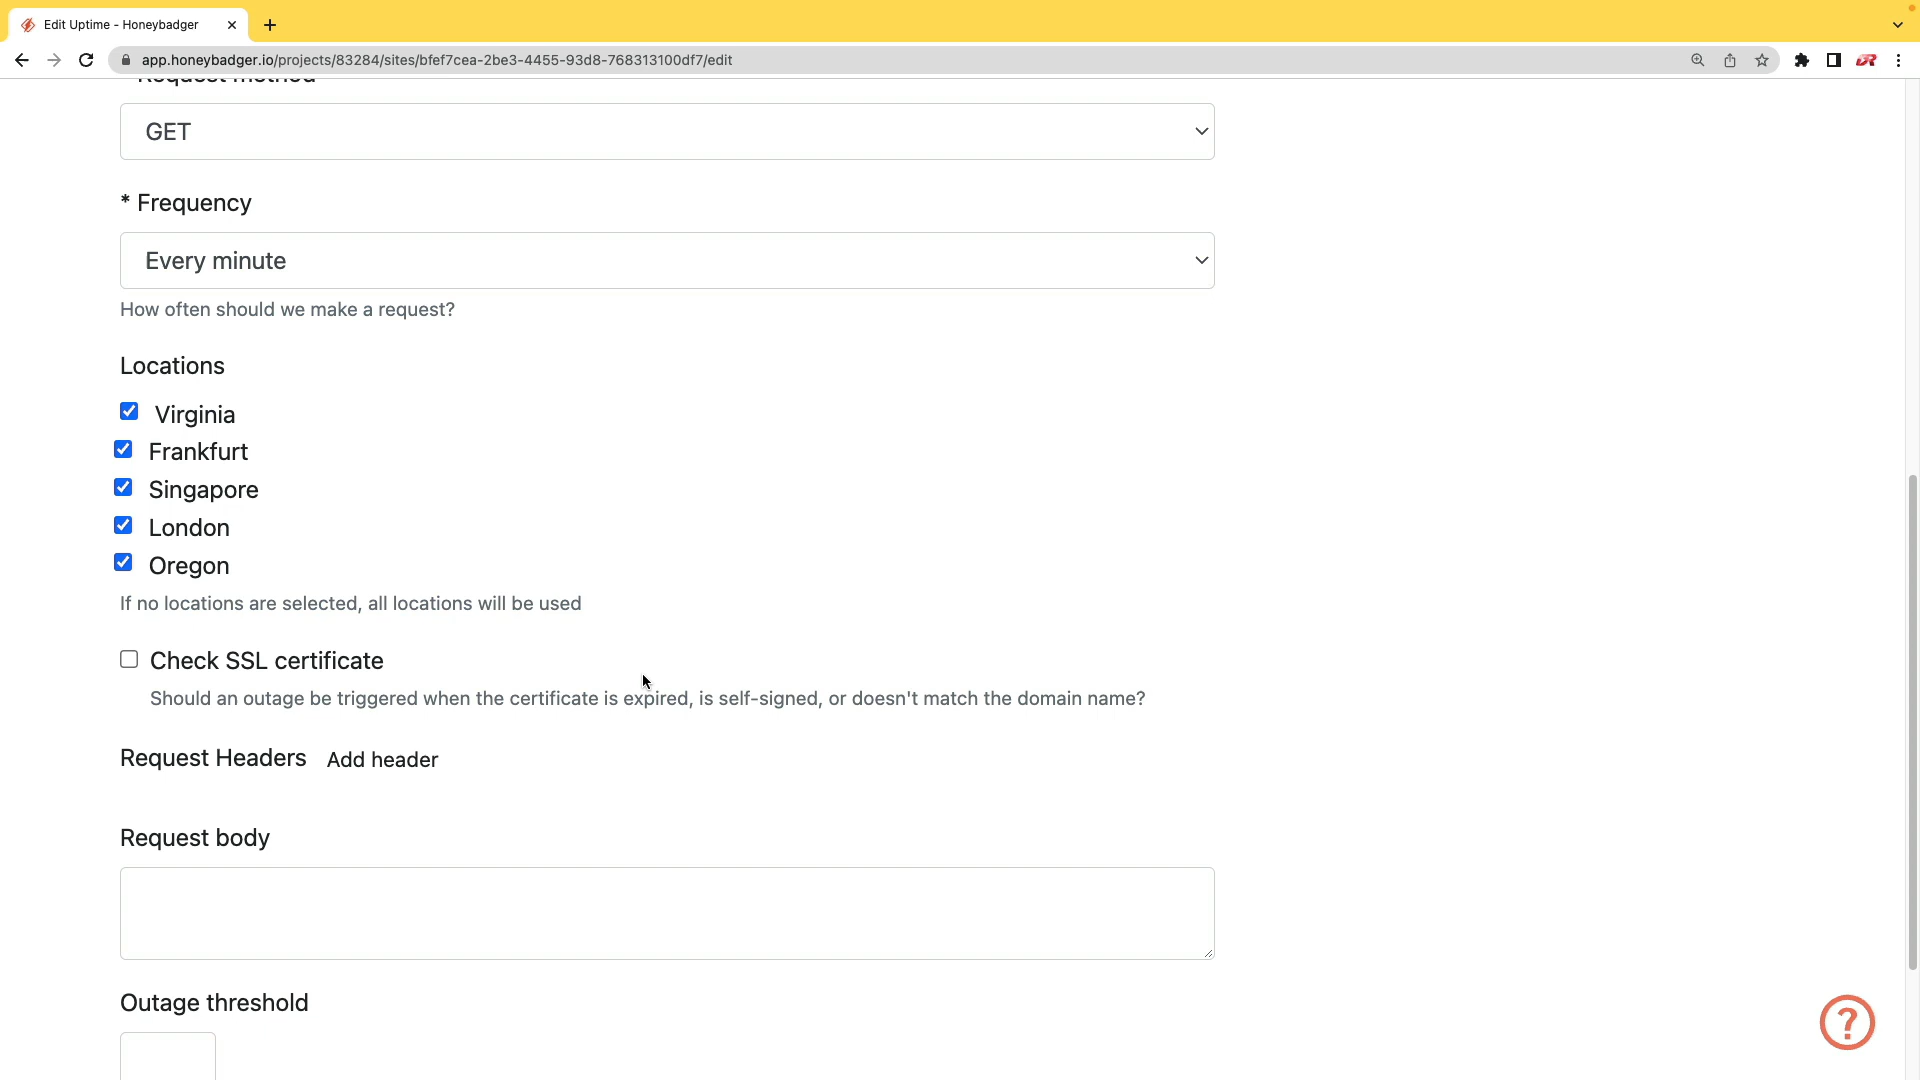 Edit Uptime - Honeybadger
app.honeybadger.io/projects/83284/sites/bfef7cea-2be3-4455-93d8-768313100df7/edit
Request method
GET
* Frequency
Every minute
How often should we make a request?
Locations
Virginia
Frankfurt
Singapore
London
Oregon
If no locations are selected, all locations will be used
Check SSL certificate
Should an outage be triggered when the certificate is expired, is self-signed, or doesn't match the domain name?
Request Headers Add header
Request body
Outage threshold
?